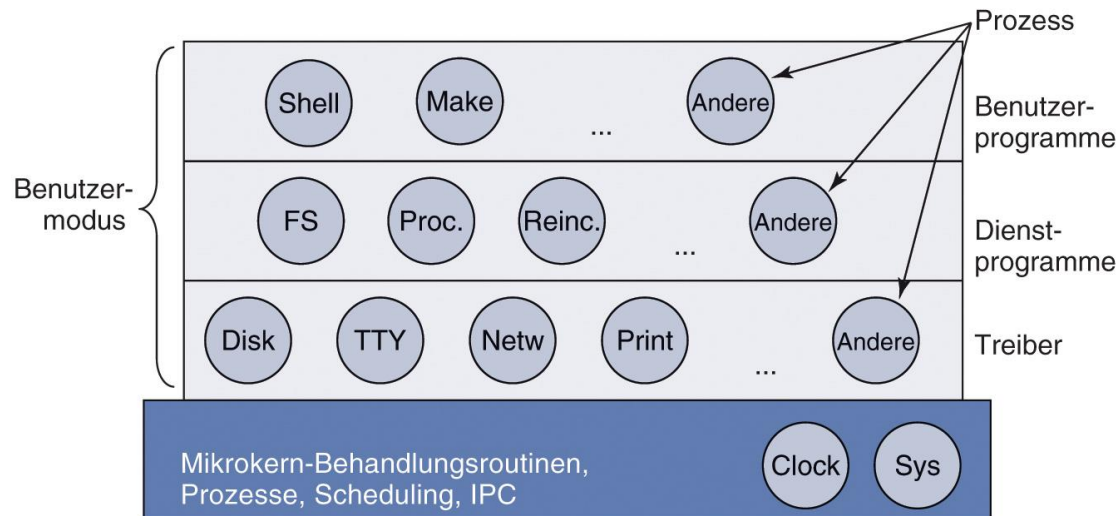 Prozess
Shell
Make
...
Andere
Benutzer-
programme
Benutzer-
modus
FS
Proc.
Reinc.
...
Andere
Dienst-
programme
Disk
TTY
Netw
Print
...
Andere
Treiber
Mikrokern-Behandlungsroutinen,
Prozesse, Scheduling, IPC
Clock
Sys